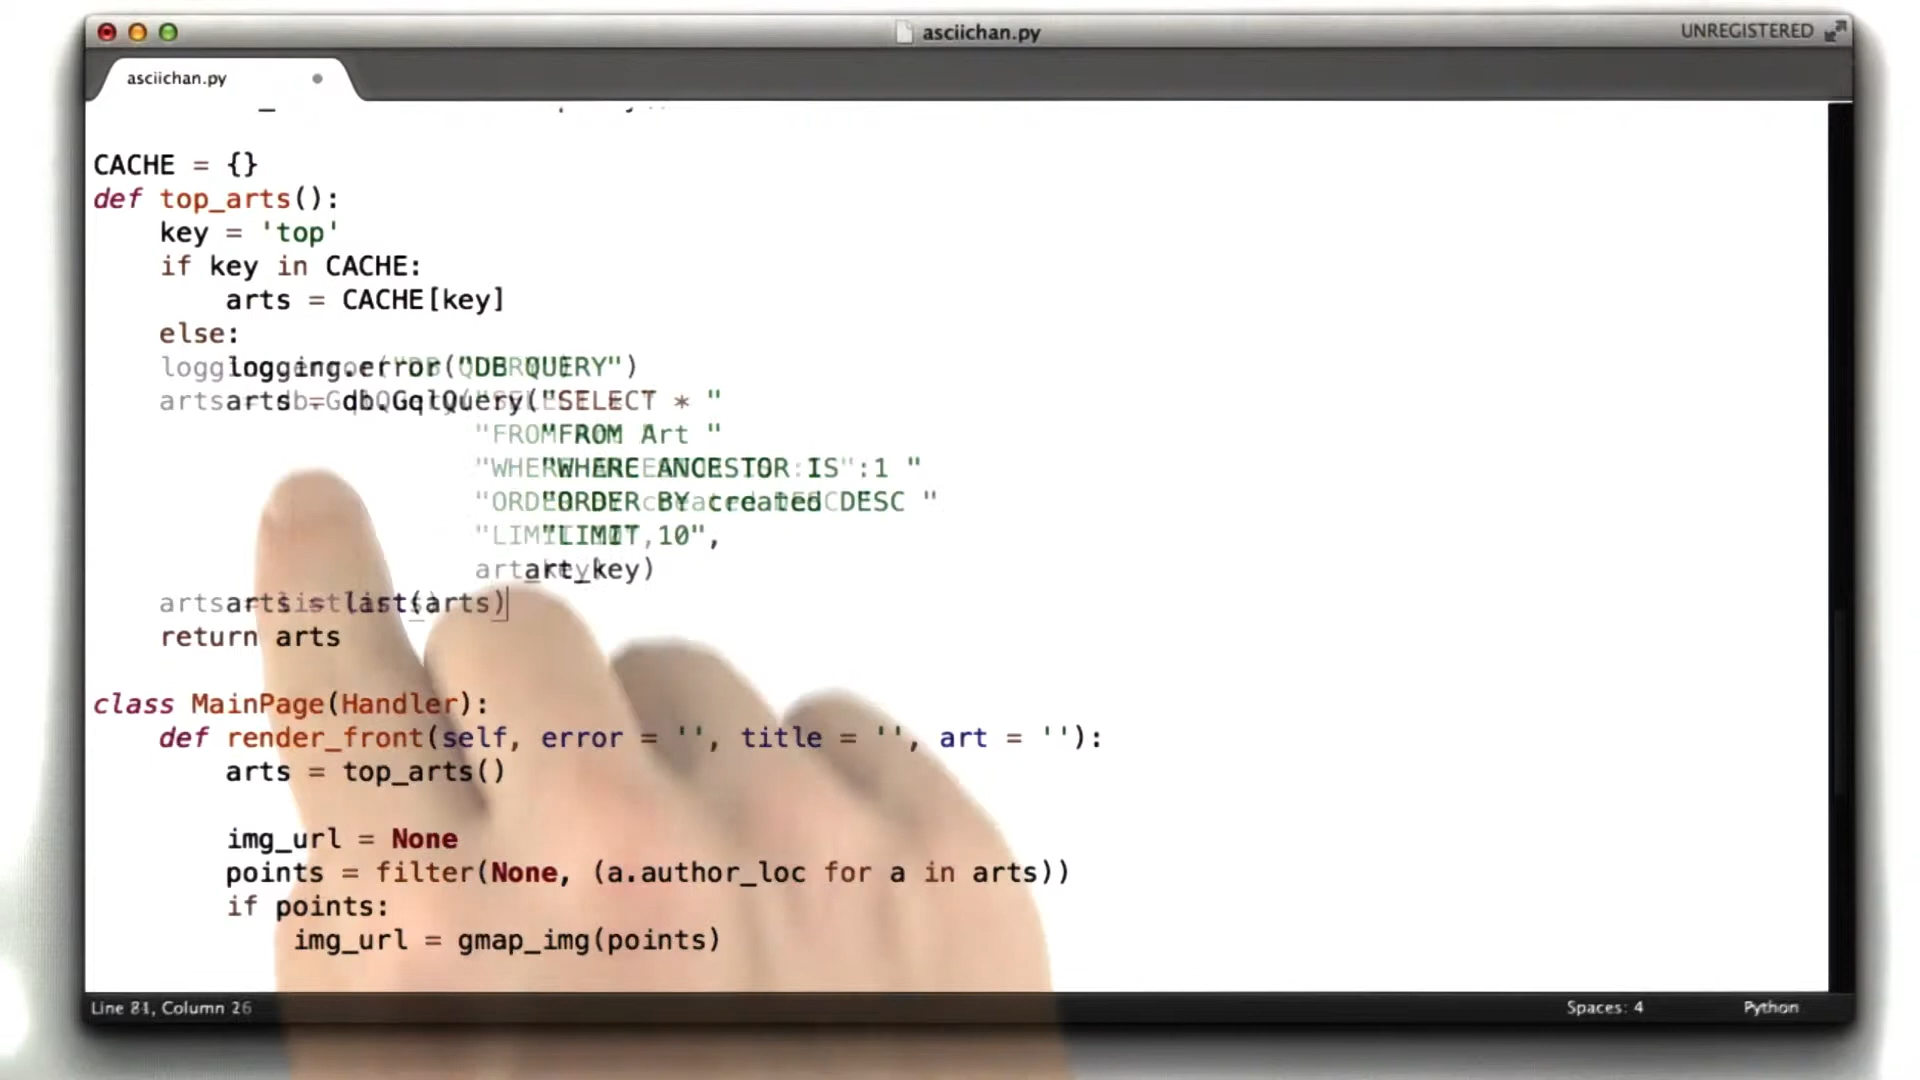 asciichan.py
UNREGISTERED
asciichan.py
CACHE = {}
def top_arts():
    key = 'top'
    if key in CACHE:
        arts = CACHE[key]
    else:
        logging.error("DB QUERY")
        arts = db.GqlQuery("SELECT * "
                           "FROM Art "
                           "WHERE ANCESTOR IS :1 "
                           "ORDER BY created DESC "
                           "LIMIT 10",
                           art_key)
        arts = list(arts)
    return arts
class MainPage(Handler):
    def render_front(self, error = '', title = '', art = ''):
        arts = top_arts()
        img_url = None
        points = filter(None, (a.author_loc for a in arts))
        if points:
            img_url = gmap_img(points)
Line 81, Column 26
Spaces: 4
Python